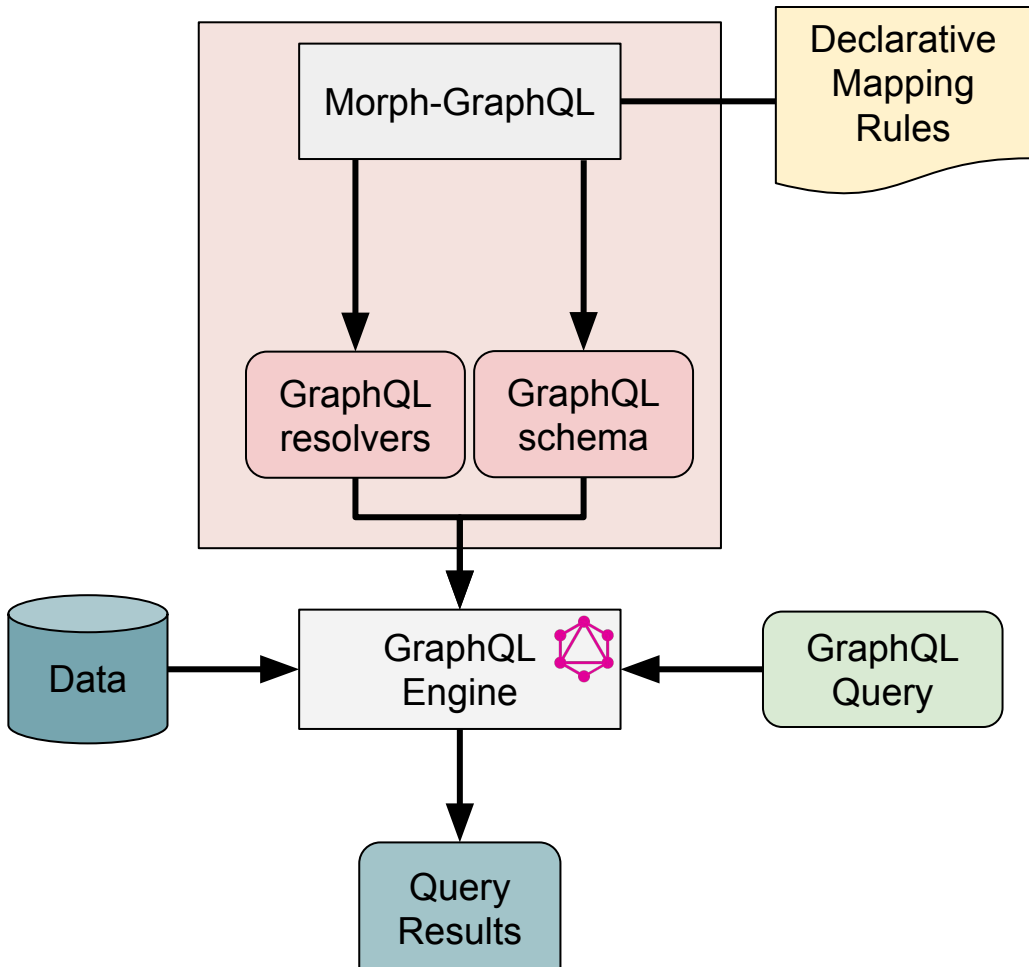 Morph-GraphQL
Declarative
Mapping
Rules
GraphQL
resolvers
GraphQL
schema
Data
GraphQL
Engine
GraphQL
Query
Query
Results